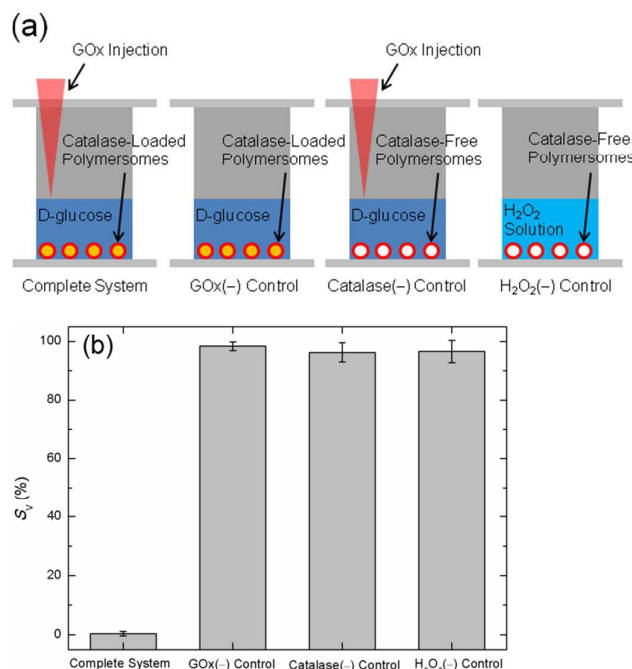 (a)
GOx Injection
GOx Injection
Catalase-Loaded
Polymersomes
Catalase-Loaded
Polymersomes
Catalase-Free
Polymersomes
Catalase-Free
Polymersomes
D-glucose
D-glucose
D-glucose
H₂O₂
Solution
Complete System
GOx(−) Control
Catalase(−) Control
H₂O₂(−) Control
(b)
100
80
60
40
20
0
Sᵥ (%)
Complete System
GOx(−) Control
Catalase(−) Control
H₂O₂(−) Control